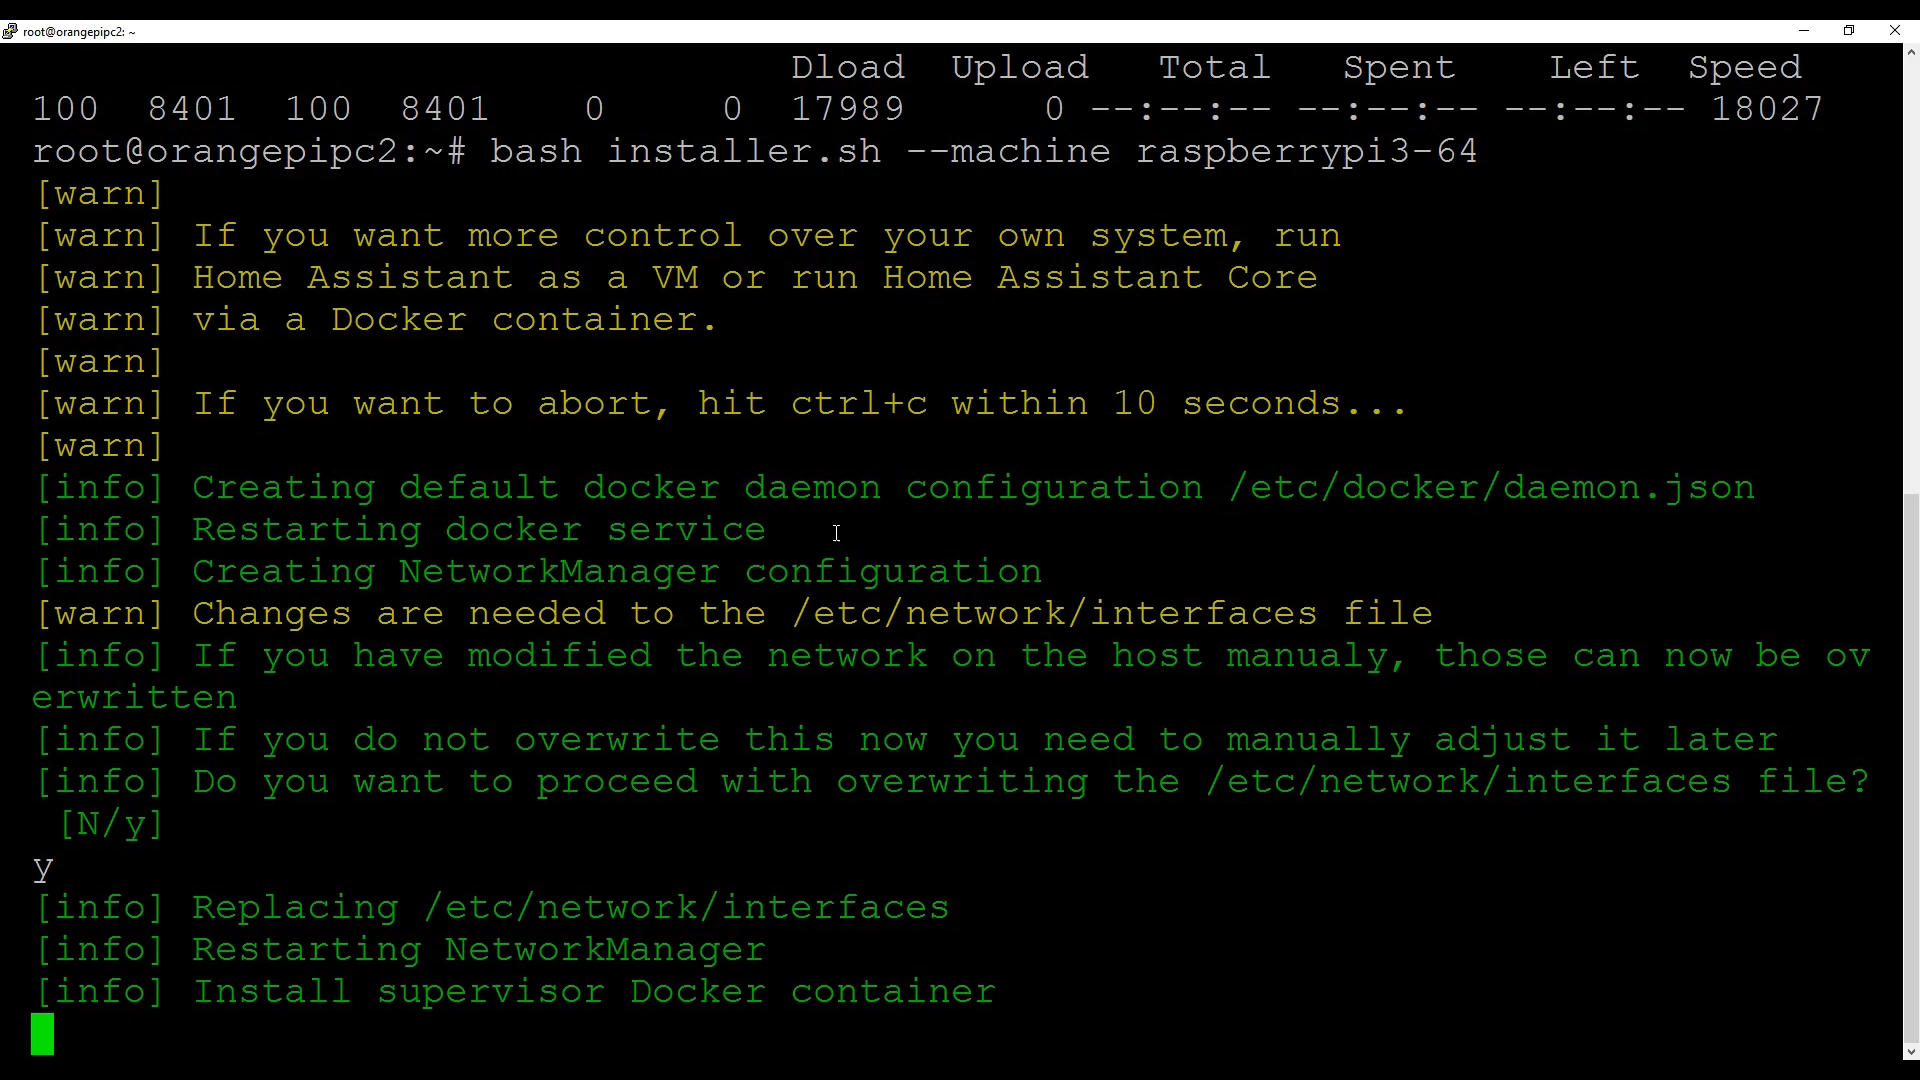 root@orangepipc2: ~
Dload Upload Total Spent Left Speed
100 8401 100 8401 0 0 17989 0 --:--:-- --:--:-- --:--:-- 18027
root@orangepipc2:~# bash installer.sh --machine raspberrypi3-64
[warn]
[warn] If you want more control over your own system, run
[warn] Home Assistant as a VM or run Home Assistant Core
[warn] via a Docker container.
[warn]
[warn] If you want to abort, hit ctrl+c within 10 seconds...
[warn]
[info] Creating default docker daemon configuration /etc/docker/daemon.json
[info] Restarting docker service
[info] Creating NetworkManager configuration
[warn] Changes are needed to the /etc/network/interfaces file
[info] If you have modified the network on the host manualy, those can now be ov
erwritten
[info] If you do not overwrite this now you need to manually adjust it later
[info] Do you want to proceed with overwriting the /etc/network/interfaces file?
[N/y]
y
[info] Replacing /etc/network/interfaces
[info] Restarting NetworkManager
[info] Install supervisor Docker container